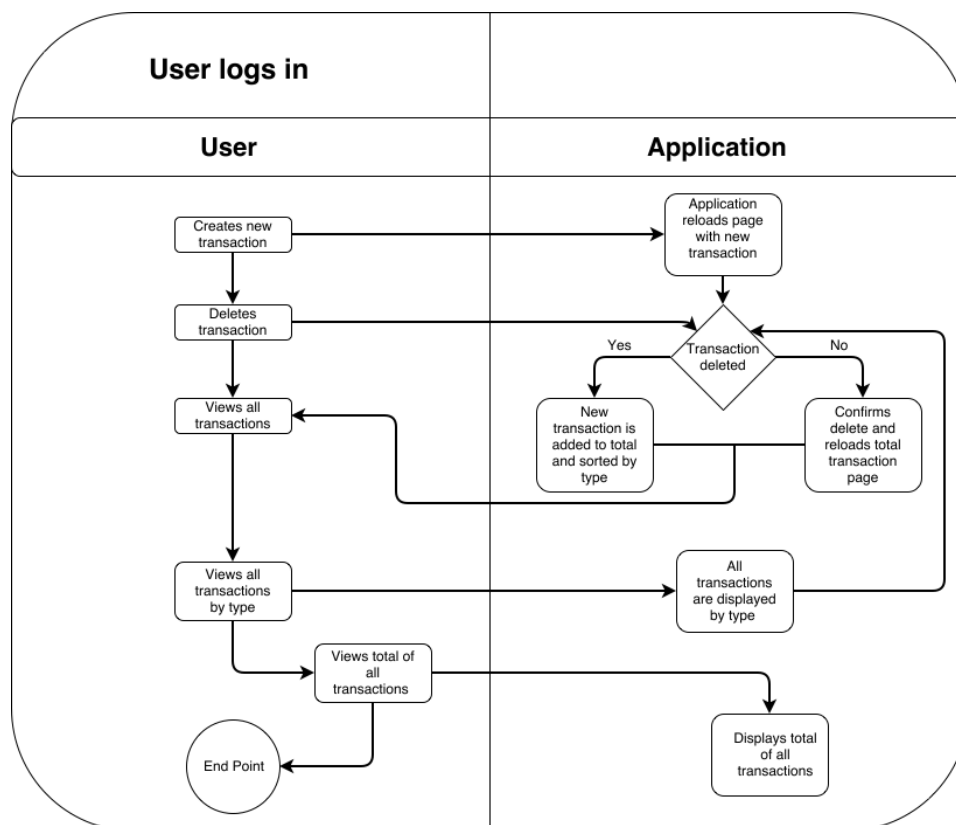 User logs in
User
Application
Creates new
transaction
Application
reloads page
with new
transaction
Deletes
transaction
Yes
Transaction
deleted
No
Views all
transactions
New
transaction is
added to total
and sorted by
type
Confirms
delete and
reloads total
transaction
page
Views all
transactions
by type
All
transactions
are displayed
by type
Views total of
all
transactions
End Point
Displays total
of all
transactions